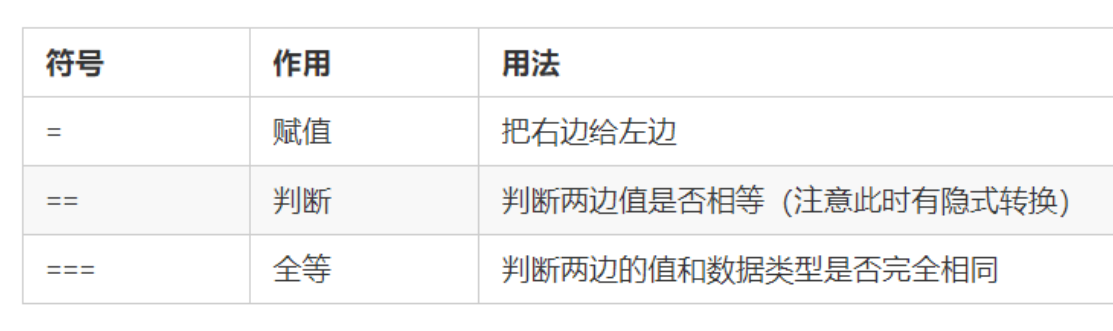 符号 作用 用法
= 赋值 把右边给左边
== 判断 判断两边值是否相等（注意此时有隐式转换）
=== 全等 判断两边的值和数据类型是否完全相同